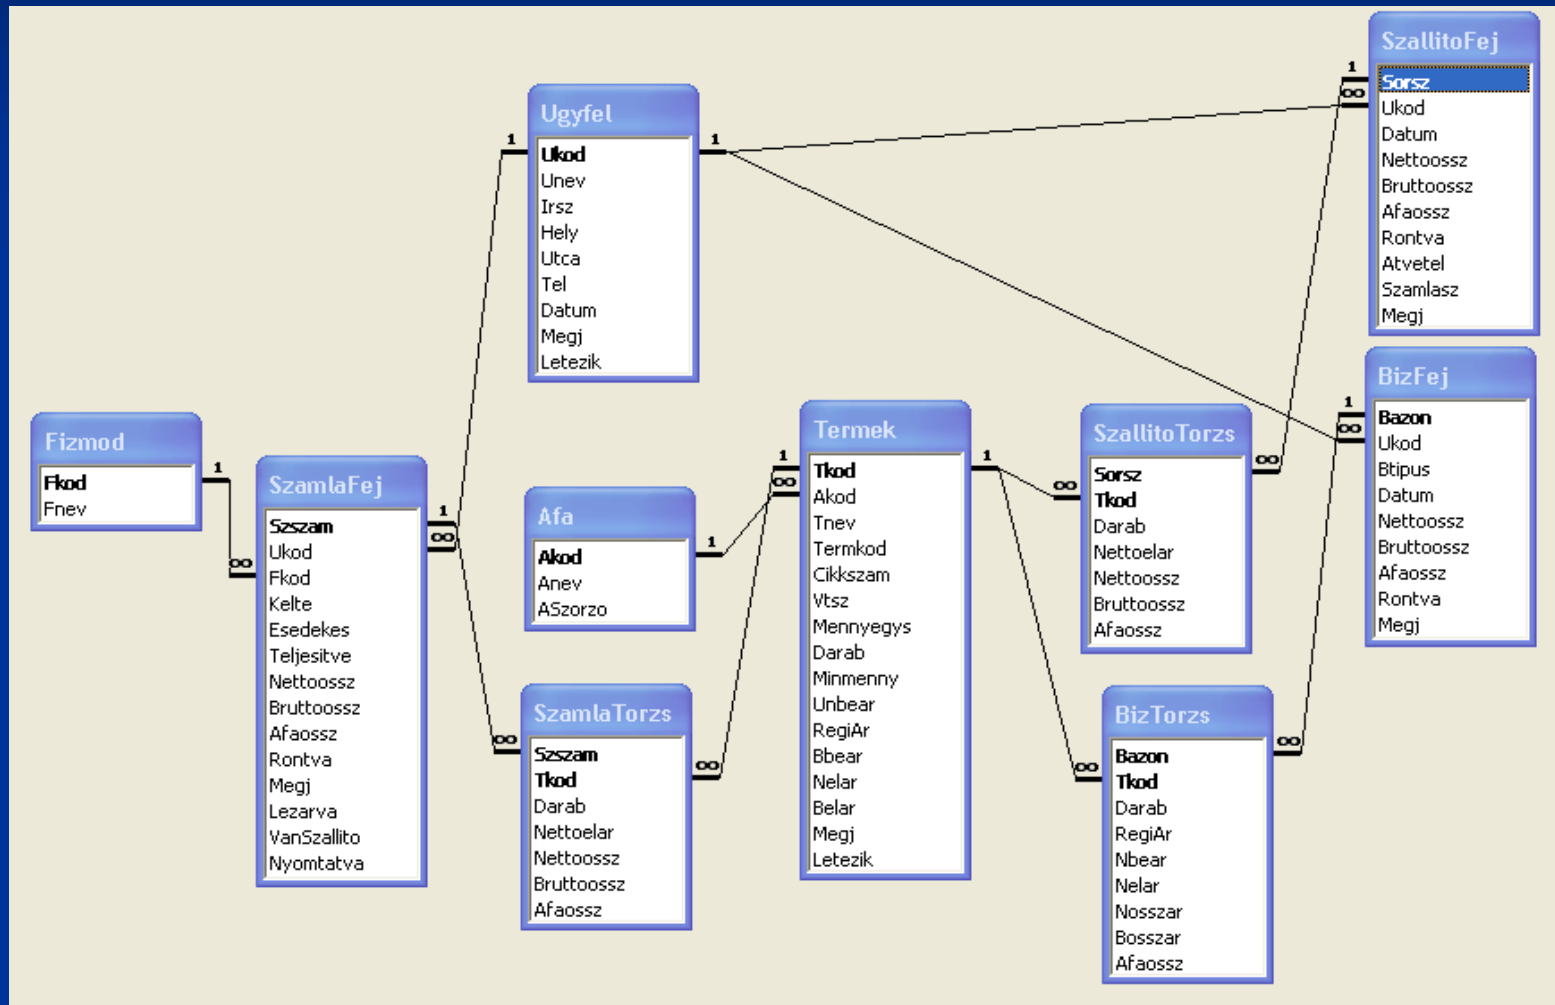 Fizmod
Fkod
Fnev
1
∞
SzamlaFej
Szszam
Ukod
Fkod
Kelte
Esedekes
Teljesitve
Nettoossz
Bruttoossz
Afaossz
Rontva
Megj
Lezarva
VanSzallito
Nyomtatva
1
∞
1
Ugyfel
Ukod
Unev
Irsz
Hely
Utca
Tel
Datum
Megj
Letezik
1
Afa
Akod
Anev
ASzorzo
1
∞
SzamlaTorzs
Szszam
Tkod
Darab
Nettoelar
Nettoossz
Bruttoossz
Afaossz
∞
1
∞
Termek
Tkod
Akod
Tnev
Termkod
Cikkszam
Vtsz
Mennyegys
Darab
Minmenny
Unbear
RegiAr
Bbear
Nelar
Belar
Megj
Letezik
1
∞
SzallitoTorzs
Sorsz
Tkod
Darab
Nettoelar
Nettoossz
Bruttoossz
Afaossz
∞
∞
BizTorzs
Bazon
Tkod
Darab
RegiAr
Nbear
Nelar
Nosszar
Bosszar
Afaossz
∞
1
∞
SzallitoFej
Sorsz
Ukod
Datum
Nettoossz
Bruttoossz
Afaossz
Rontva
Atvetel
Szamlasz
Megj
1
∞
BizFej
Bazon
Ukod
Btipus
Datum
Nettoossz
Bruttoossz
Afaossz
Rontva
Megj